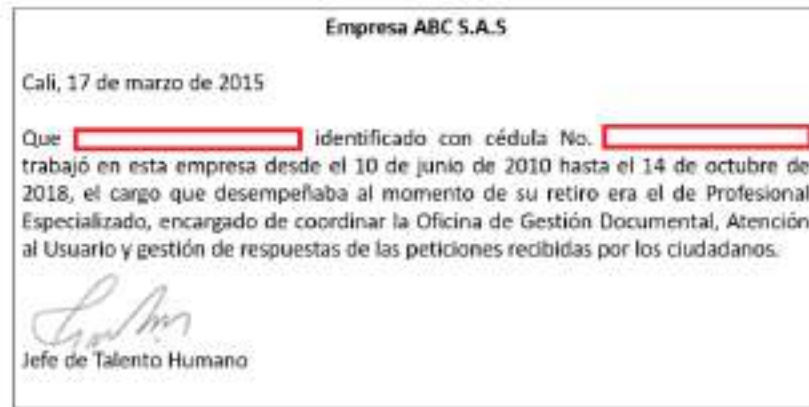 Empresa ABC S.A.S
Cali, 17 de marzo de 2015
Que identificado con cédula No.
trabajó en esta empresa desde el 10 de junio de 2010 hasta el 14 de octubre de
2018, el cargo que desempeñaba al momento de su retiro era el de Profesional
Especializado, encargado de coordinar la Oficina de Gestión Documental, Atención
al Usuario y gestión de respuestas de las peticiones recibidas por los ciudadanos.
Jefe de Talento Humano